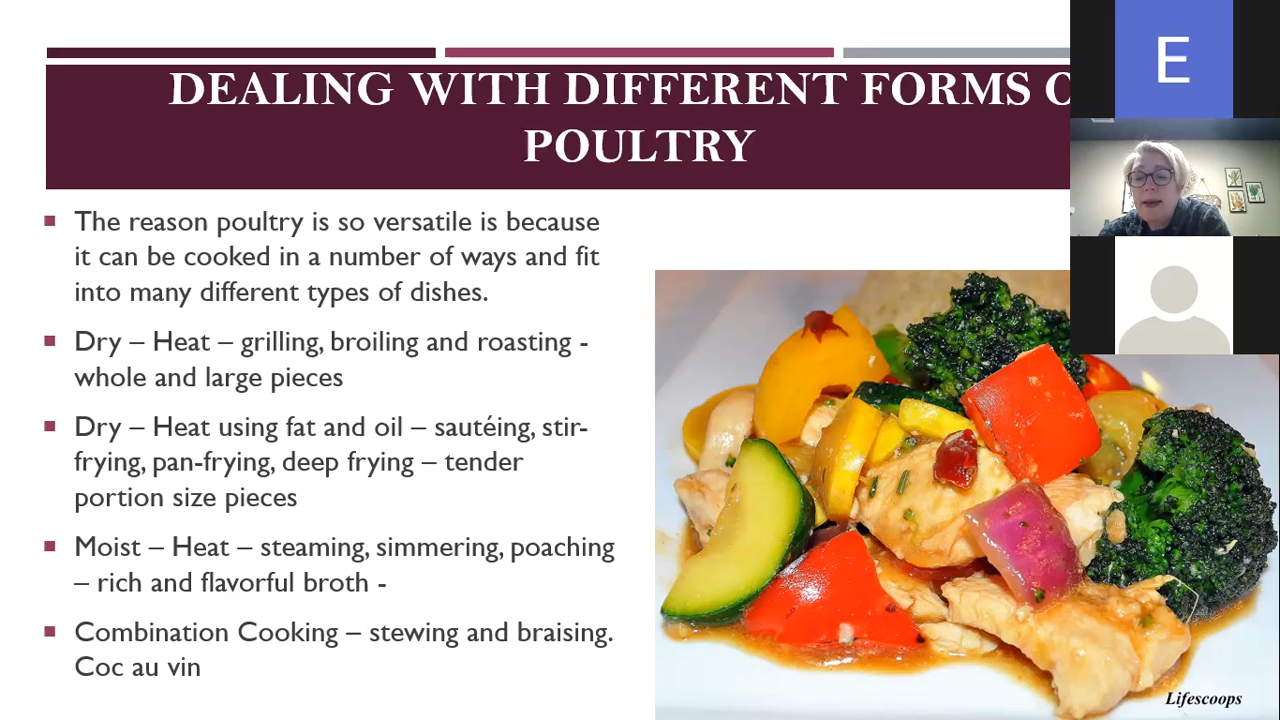 DEALING WITH DIFFERENT FORMS
POULTRY
E
The reason poultry is so versatile is because
it can be cooked in a number of ways and fit
into many different types of dishes.
Dry – Heat – grilling, broiling and roasting -
whole and large pieces
Dry – Heat using fat and oil – sautéing, stir-
frying, pan-frying, deep frying – tender
portion size pieces
Moist – Heat – steaming, simmering, poaching
– rich and flavorful broth -
Combination Cooking – stewing and braising.
Coc au vin
Lifescoops